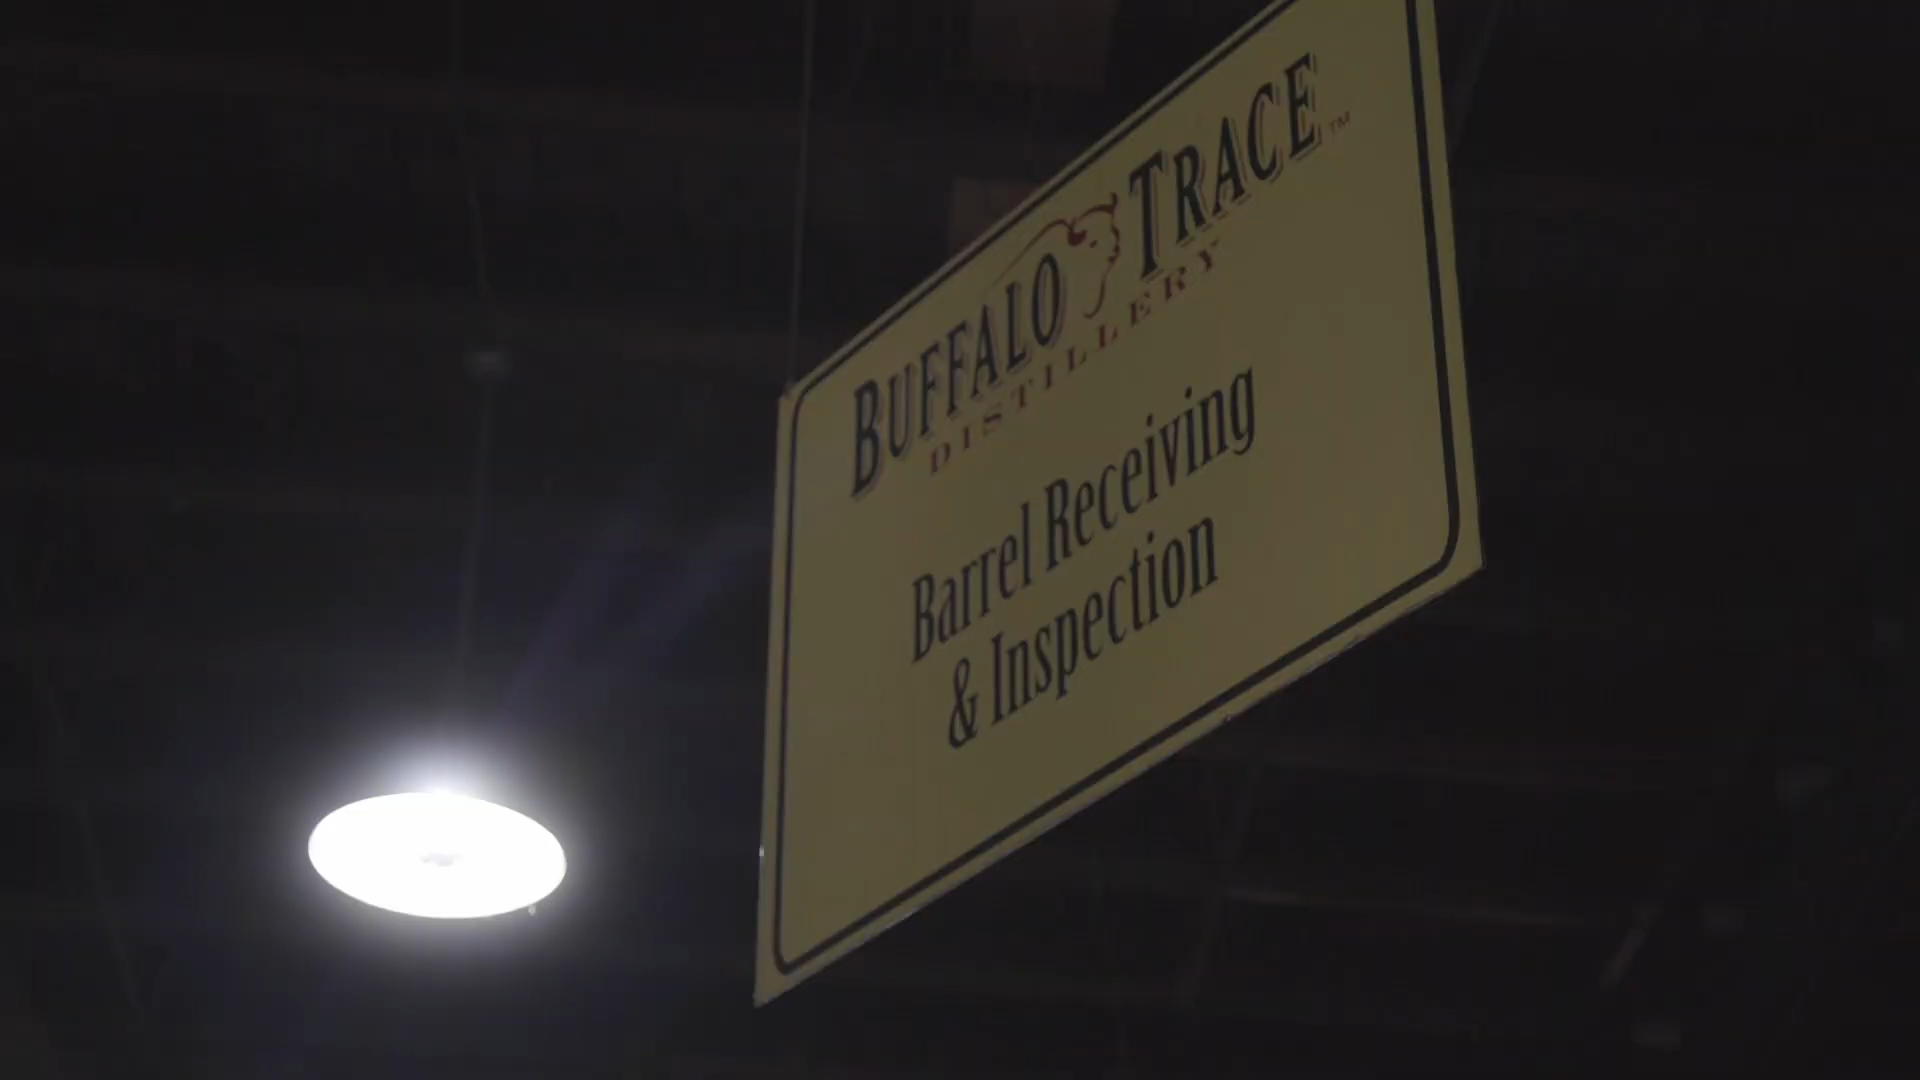 BUFFALO TRACE™
DISTILLERY
Barrel Receiving
& Inspection